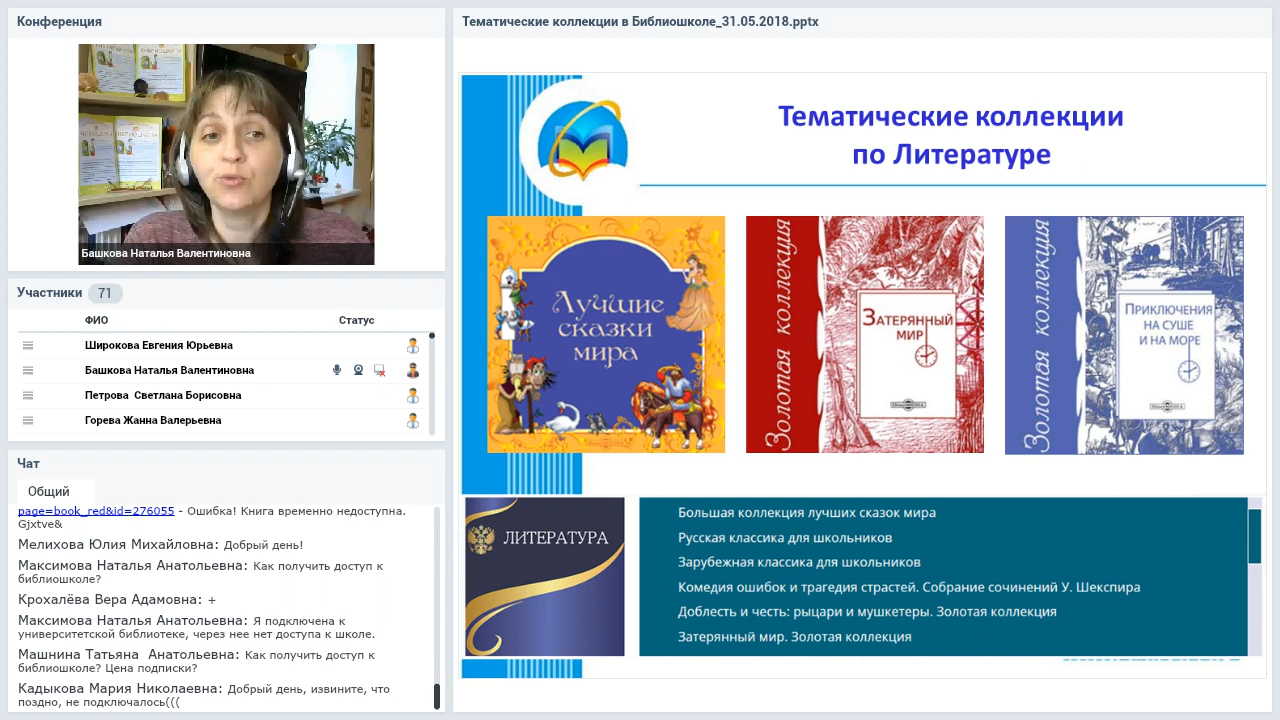 Конференция
Башкова Наталья Валентиновна
Участники 71
ФИО Статус
Широкова Евгения Юрьевна
Башкова Наталья Валентиновна
Петрова Светлана Борисовна
Горева Жанна Валерьевна
Чат
Общий
page=book_red&id=276055 - Ошибка! Книга временно недоступна.
Gjxtve&
Мелихова Юлия Михайловна: Добрый день!
Максимова Наталья Анатольевна: Как получить доступ к
библиошколе?
Крохалёва Вера Адамовна: +
Максимова Наталья Анатольевна: Я подключена к
университетской библиотеке, через нее нет доступа к школе.
Машнина Татьяна Анатольевна: Как получить доступ к
библиошколе? Цена подписки?
Кадыкова Мария Николаевна: Добрый день, извините, что
поздно, не подключалось(((
Тематические коллекции в Библиошколе_31.05.2018.pptx
Тематические коллекции
по Литературе
Лучшие
сказки
мира
Золотая коллекция
Затерянный
мир
Золотая коллекция
Приключения
на суше
и на море
ЛИТЕРАТУРА
Большая коллекция лучших сказок мира
Русская классика для школьников
Зарубежная классика для школьников
Комедия ошибок и трагедия страстей. Собрание сочинений У. Шекспира
Доблесть и честь: рыцари и мушкетеры. Золотая коллекция
Затерянный мир. Золотая коллекция